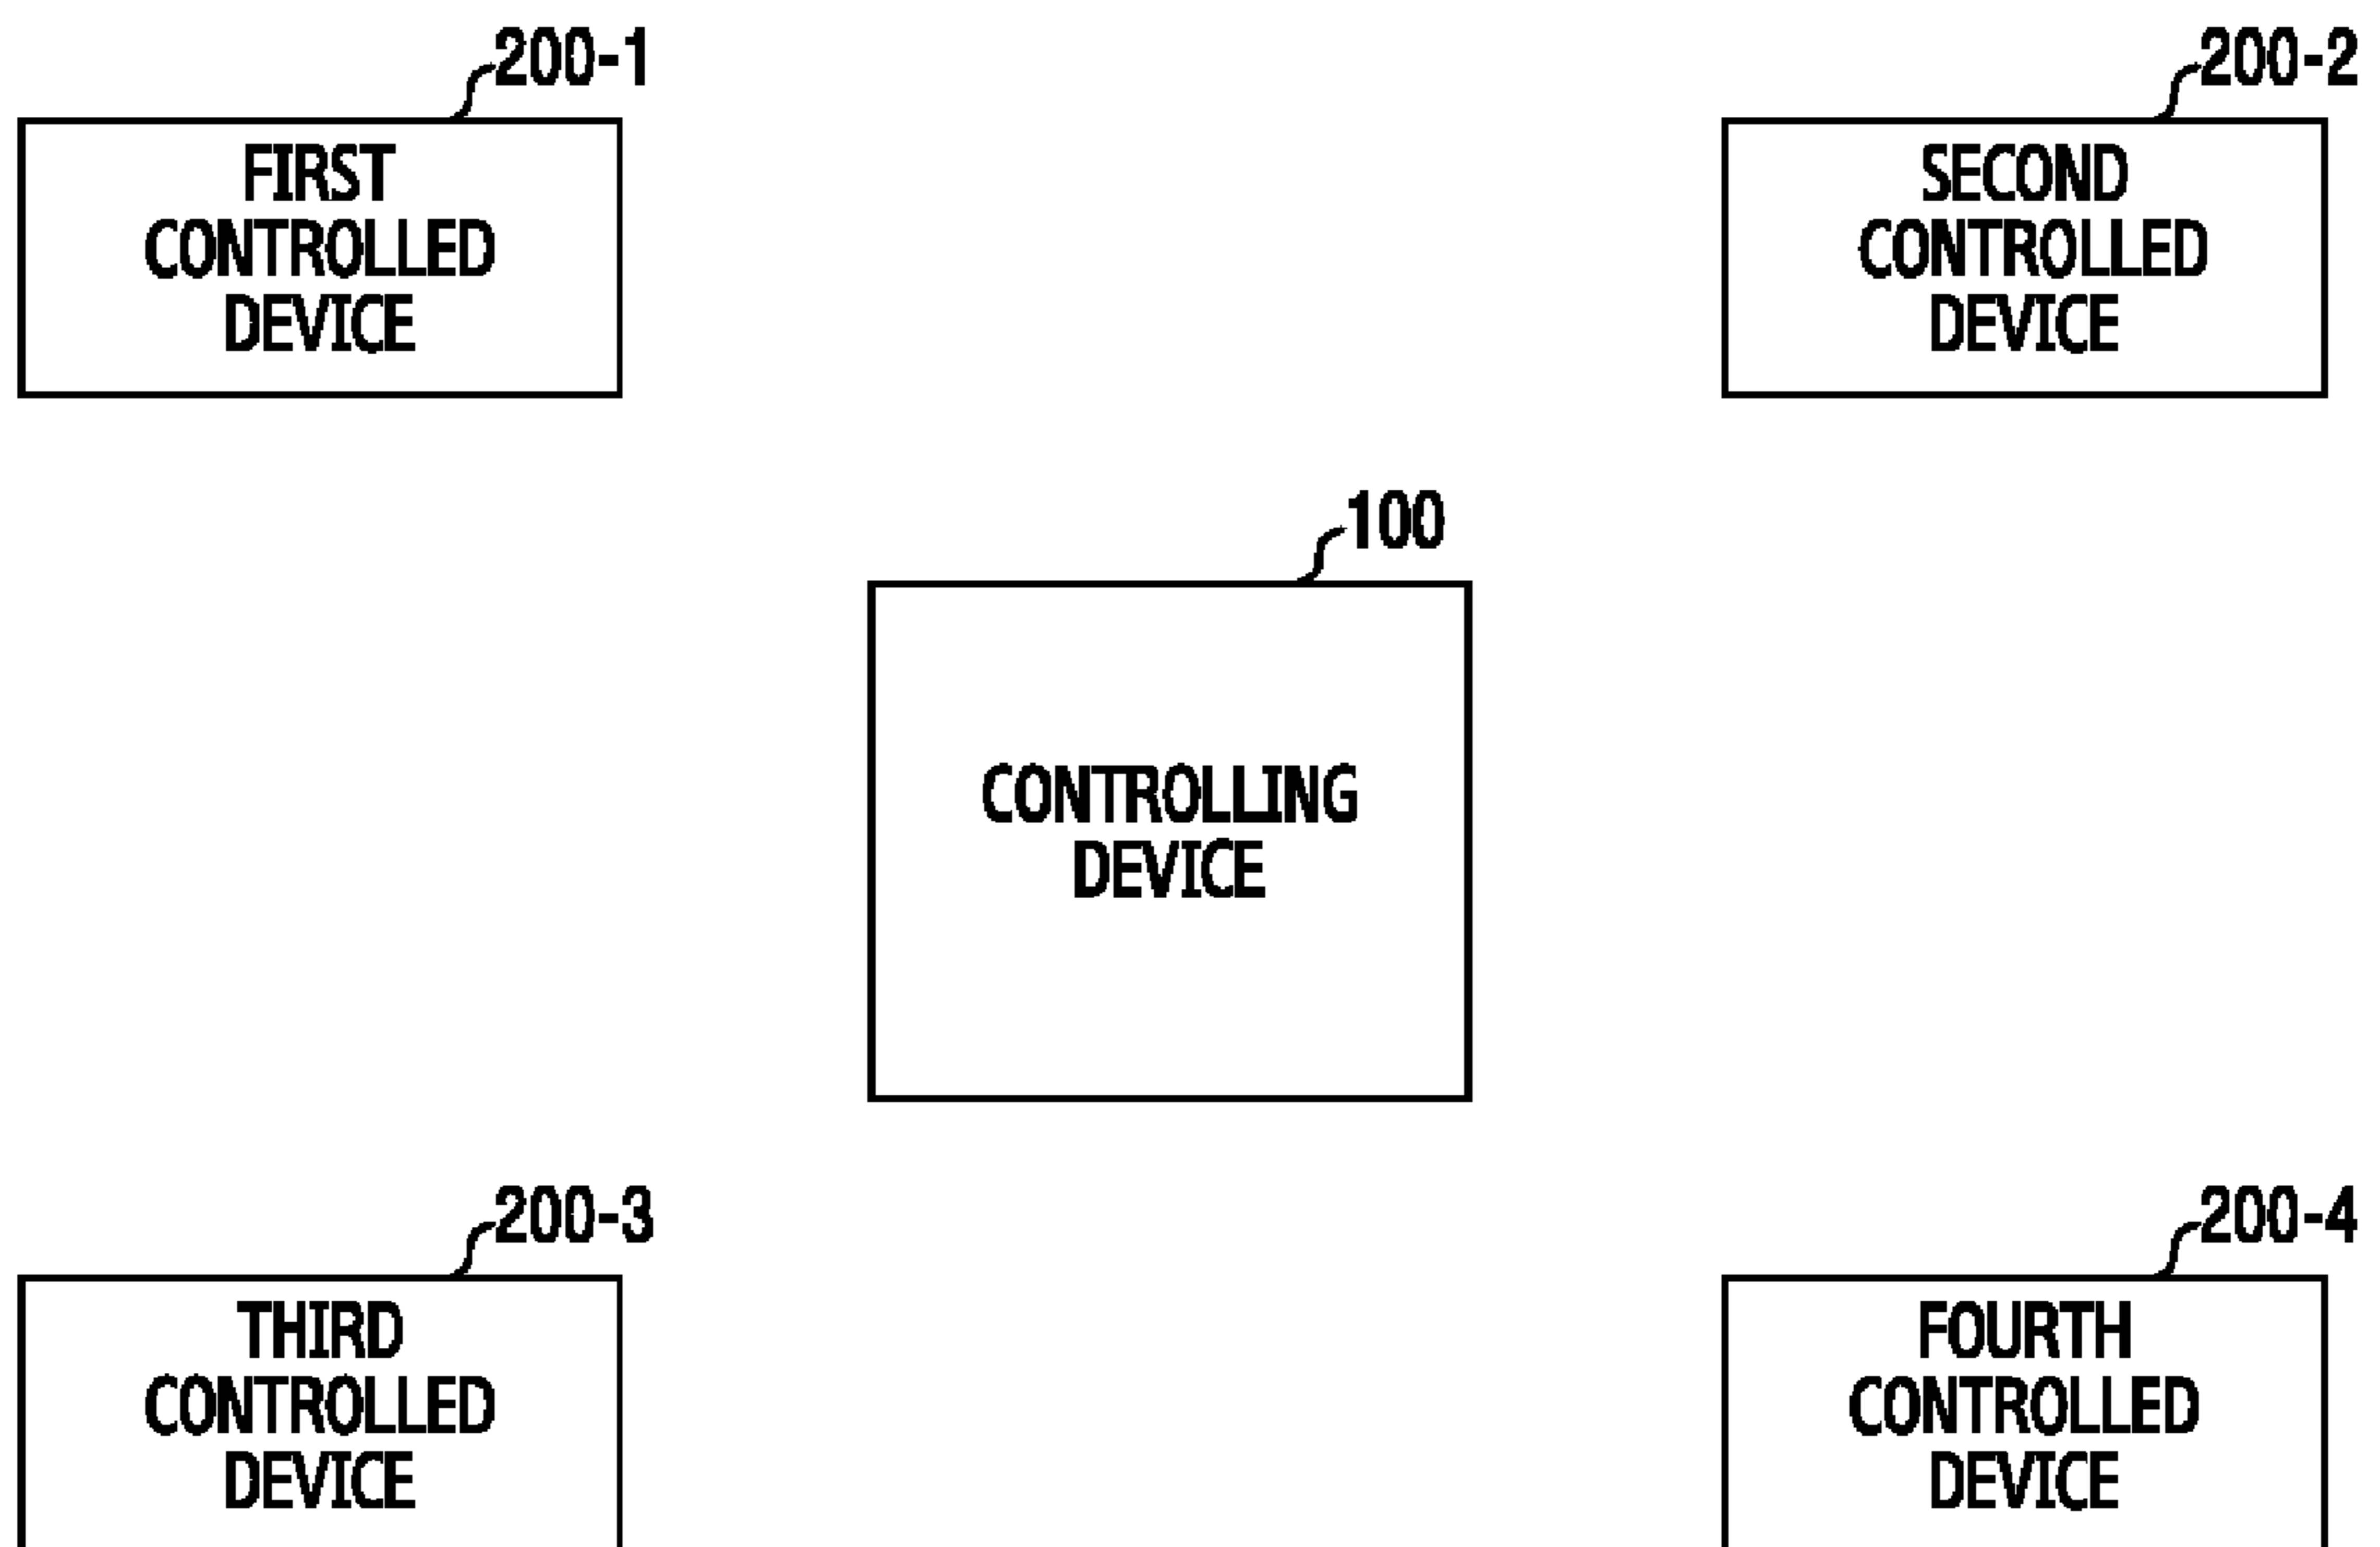 200-1
FIRST
CONTROLLED
DEVICE
200-2
SECOND
CONTROLLED
DEVICE
100
CONTROLLING
DEVICE
200-3
THIRD
CONTROLLED
DEVICE
200-4
FOURTH
CONTROLLED
DEVICE